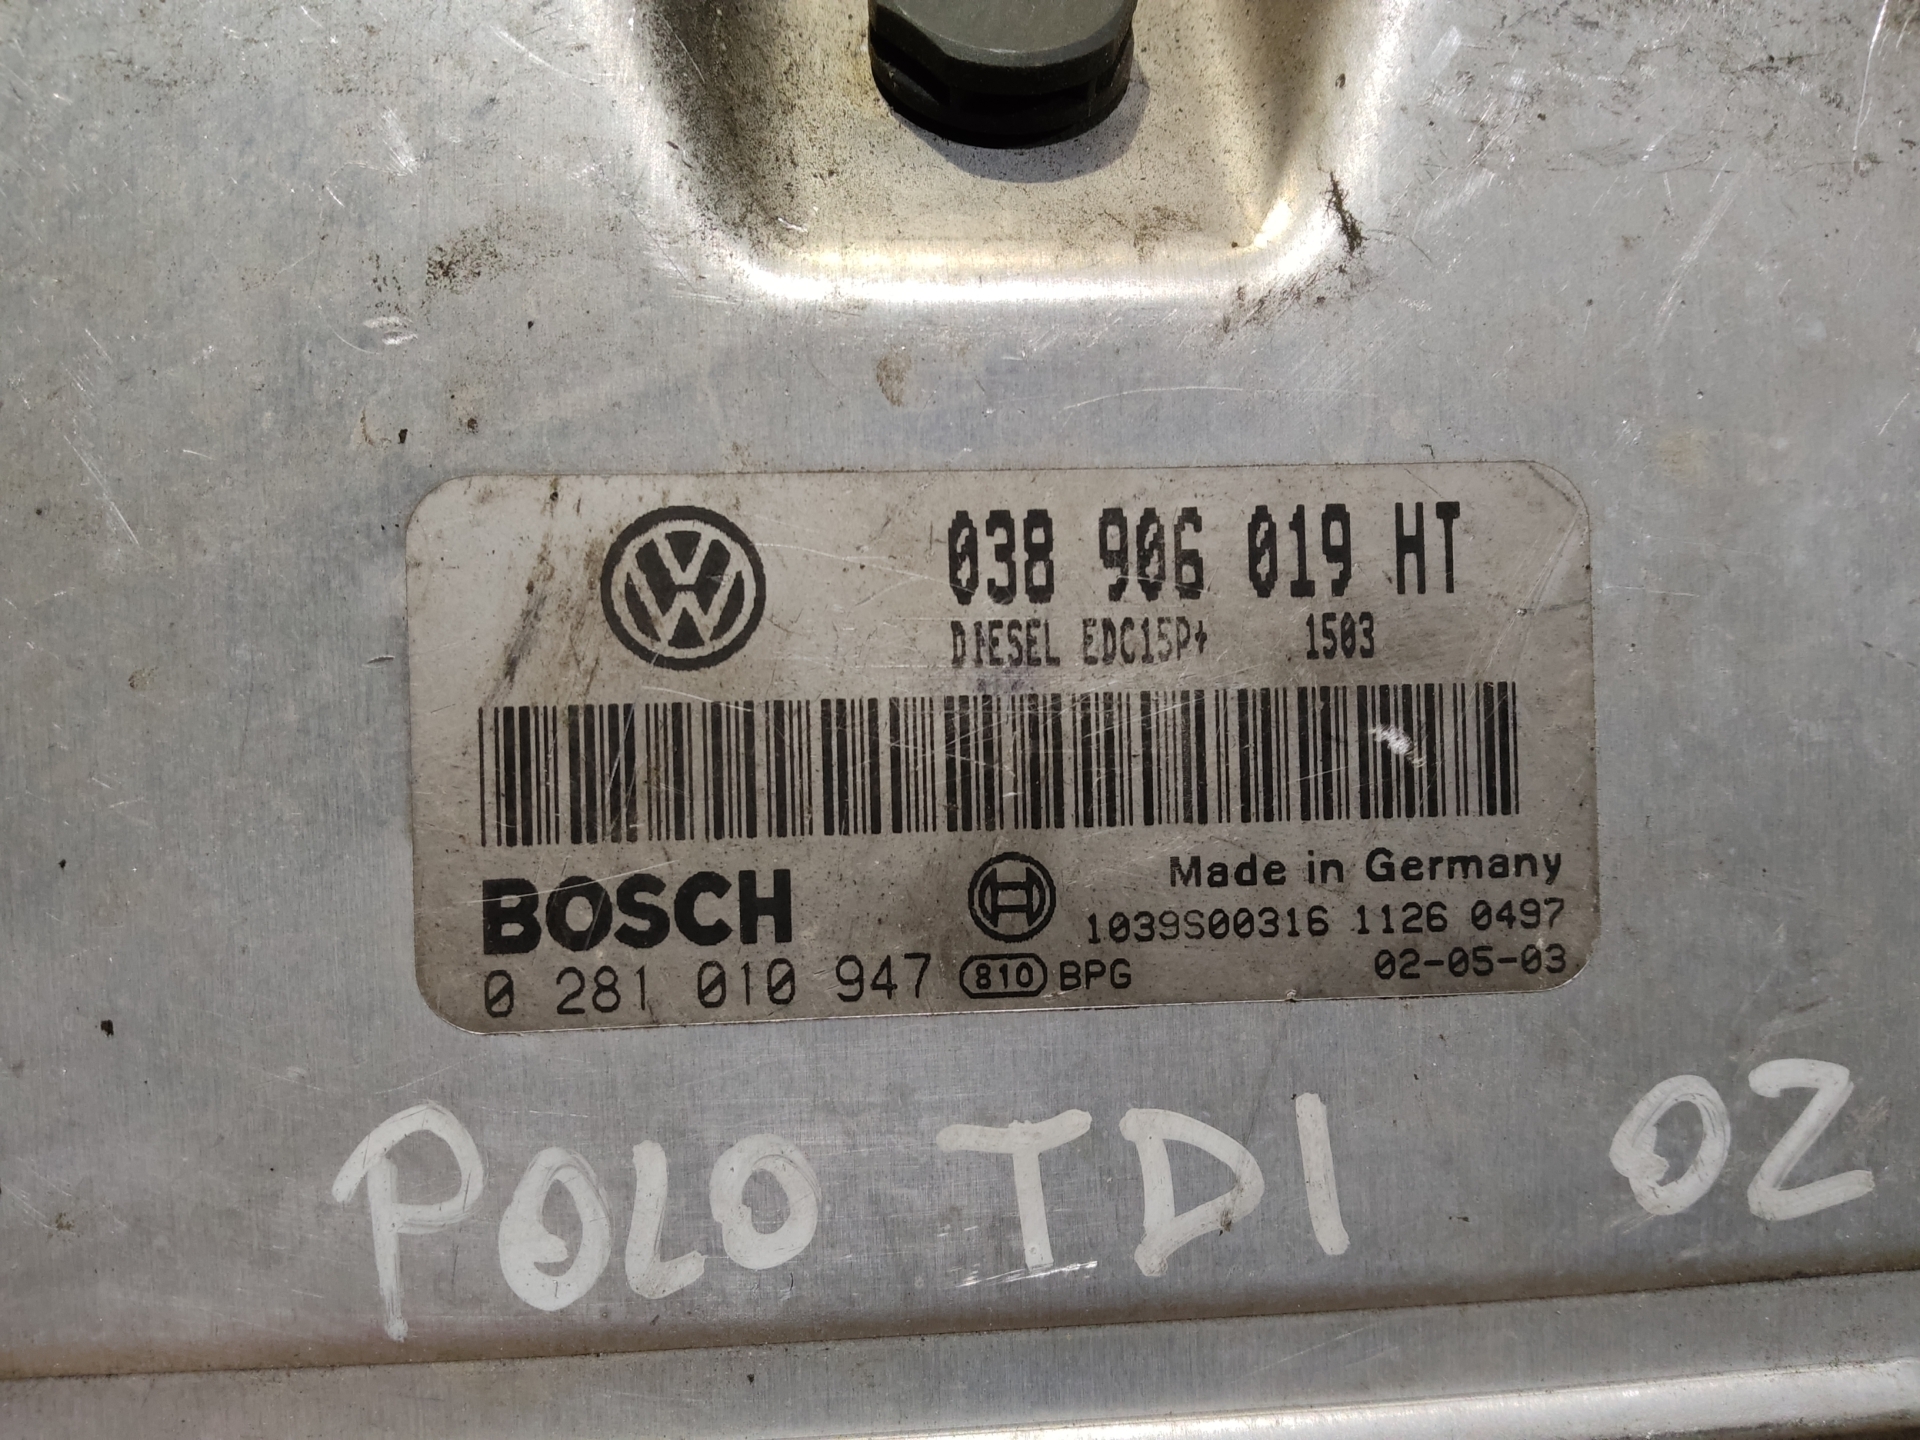 038 906 019 HT
DIESEL EDC15P+ 1503
BOSCH
Made in Germany
1039S00316 1126 0497
0 281 010 947 810 BPG 02-05-03
POLO TDI 02